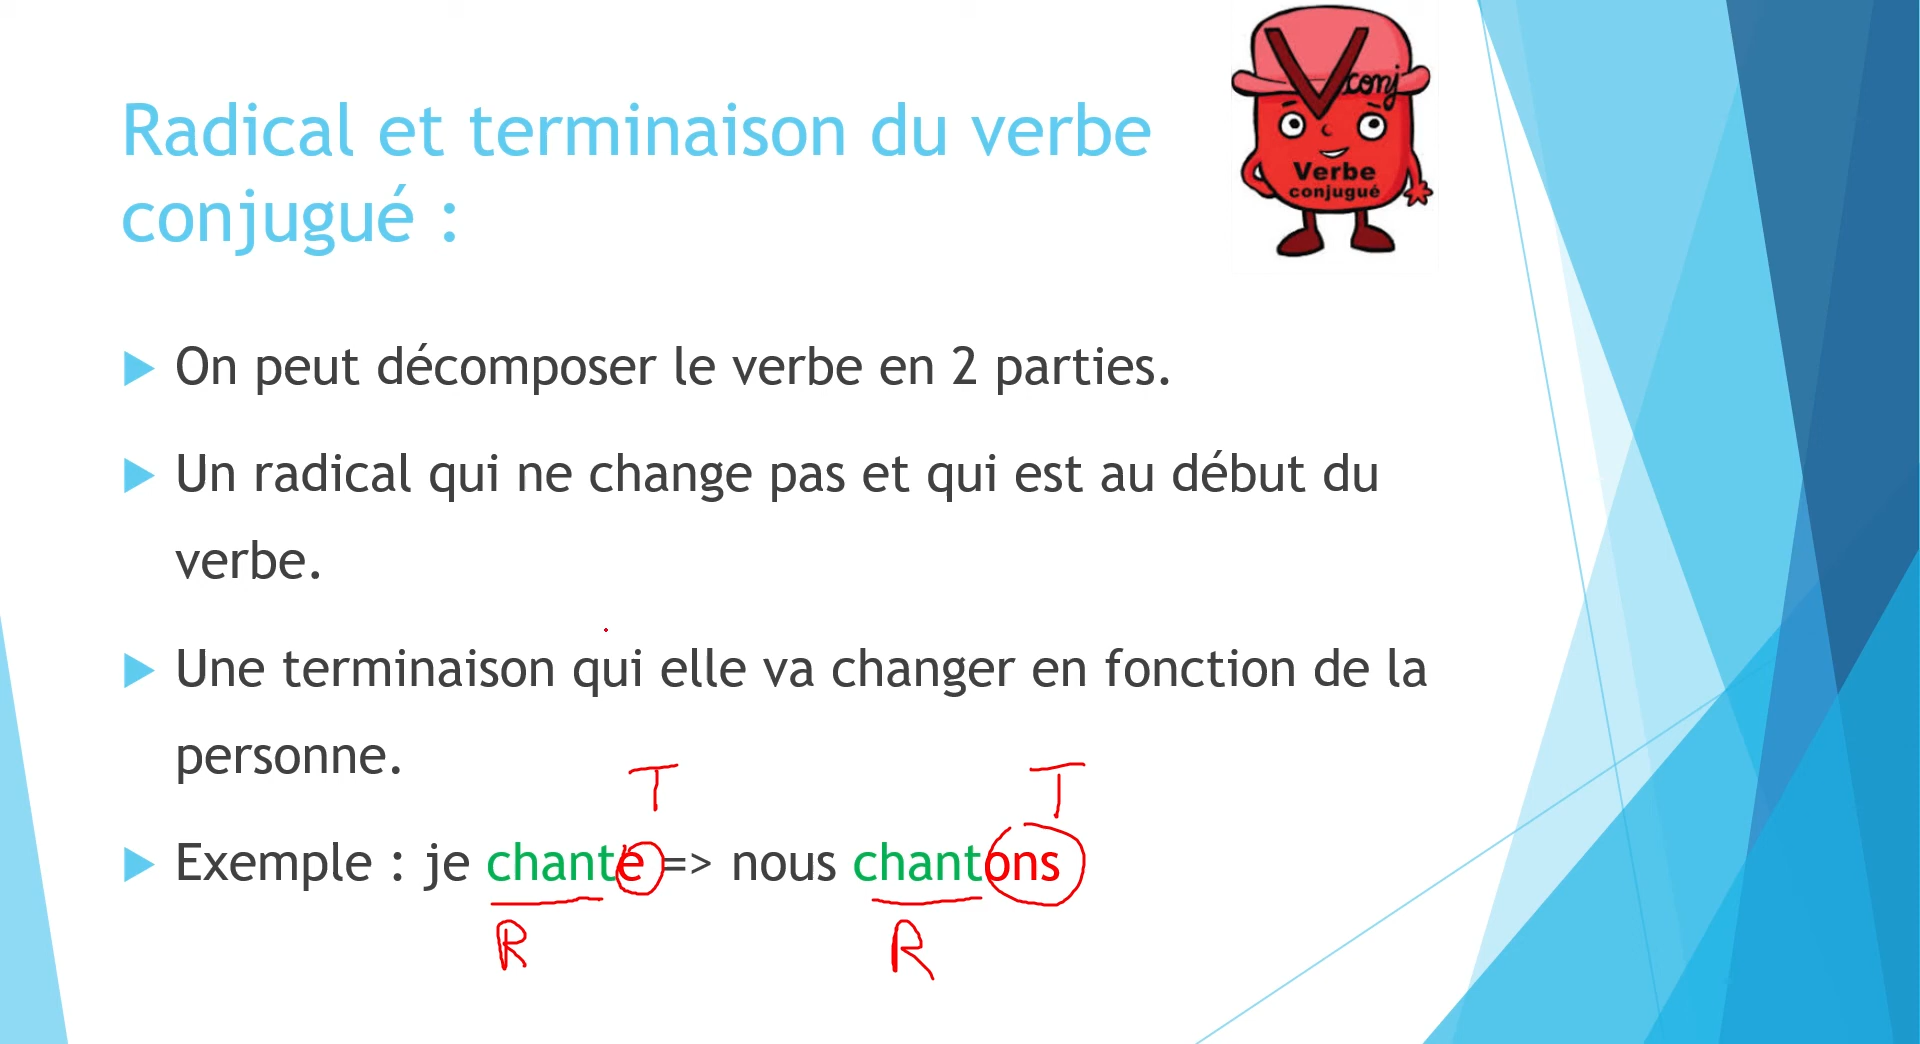 Radical et terminaison du verbe
conjugué :
V
conj
Verbe
conjugué
On peut décomposer le verbe en 2 parties.
Un radical qui ne change pas et qui est au début du
verbe.
Une terminaison qui elle va changer en fonction de la
personne.
T T
Exemple : je chante => nous chantons
R R